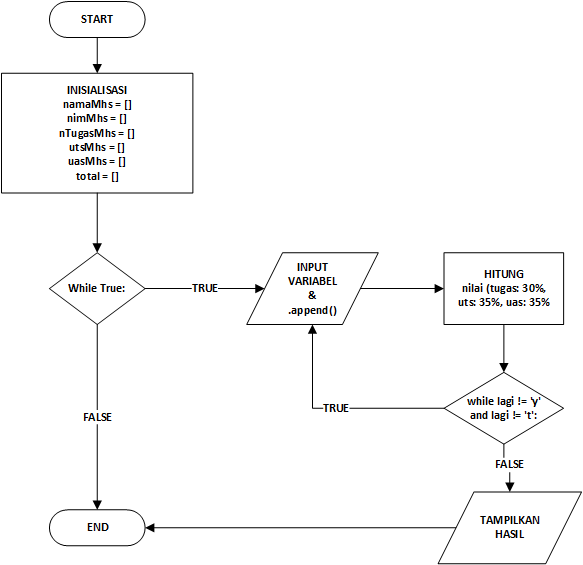 START
INISIALISASI
namaMhs = []
nimMhs = []
nTugasMhs = []
utsMhs = []
uasMhs = []
total = []
While True:
TRUE
INPUT
VARIABEL
&
.append()
HITUNG
nilai (tugas: 30%,
uts: 35%, uas: 35%
while lagi != 'y'
and lagi != 't':
TRUE
FALSE
FALSE
TAMPILKAN
HASIL
END